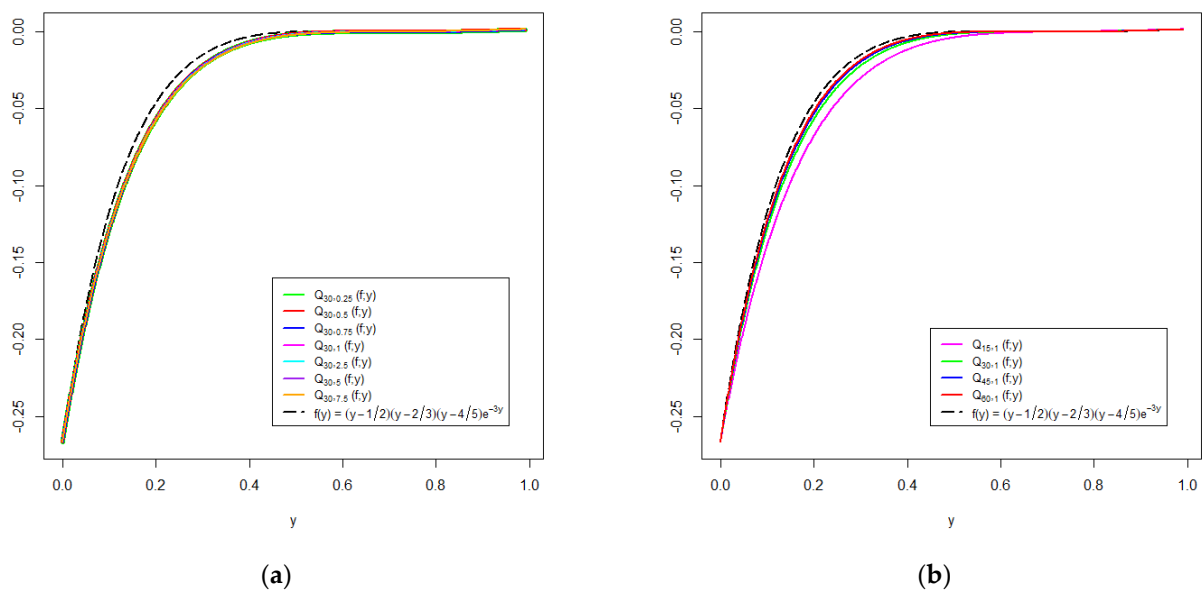 0.00
-0.05
-0.10
-0.15
-0.20
-0.25
Q30,0.25 (f;y)
Q30,0.5 (f;y)
Q30,0.75 (f;y)
Q30,1 (f;y)
Q30,2.5 (f;y)
Q30,5 (f;y)
Q30,7.5 (f;y)
f(y) = (y−1/2)(y−2/3)(y−4/5)e−3y
0.0 0.2 0.4 0.6 0.8 1.0
y
(a)
0.00
-0.05
-0.10
-0.15
-0.20
-0.25
Q15,1 (f;y)
Q30,1 (f;y)
Q45,1 (f;y)
Q60,1 (f;y)
f(y) = (y−1/2)(y−2/3)(y−4/5)e−3y
0.0 0.2 0.4 0.6 0.8 1.0
y
(b)